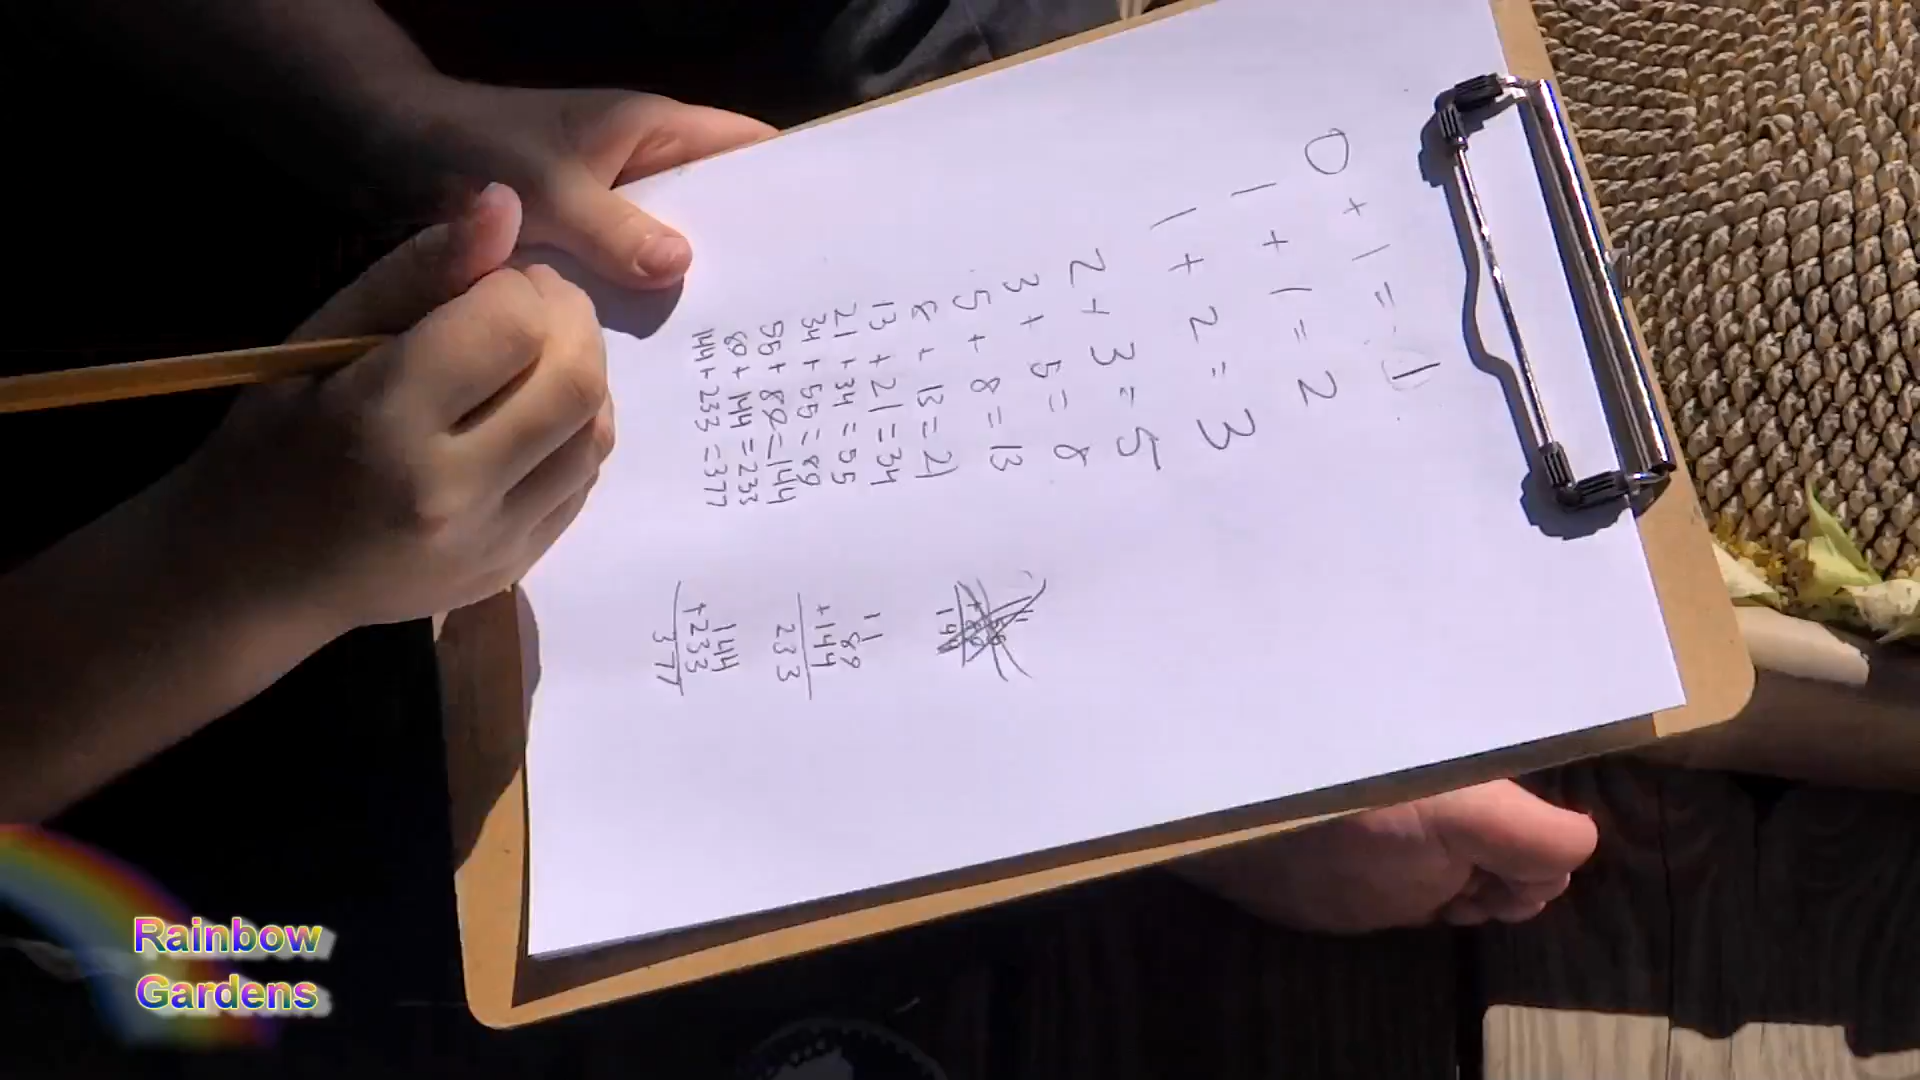 0 + 1 = 1
1 + 1 = 2
1 + 2 = 3
2 + 3 = 5
3 + 5 = 8
5 + 8 = 13
8 + 13 = 21
13 + 21 = 34
21 + 34 = 55
34 + 55 = 89
55 + 89 = 144
89 + 144 = 233
144 + 233 = 377
1 1
89
+144
233
144
+233
377
Rainbow
Gardens